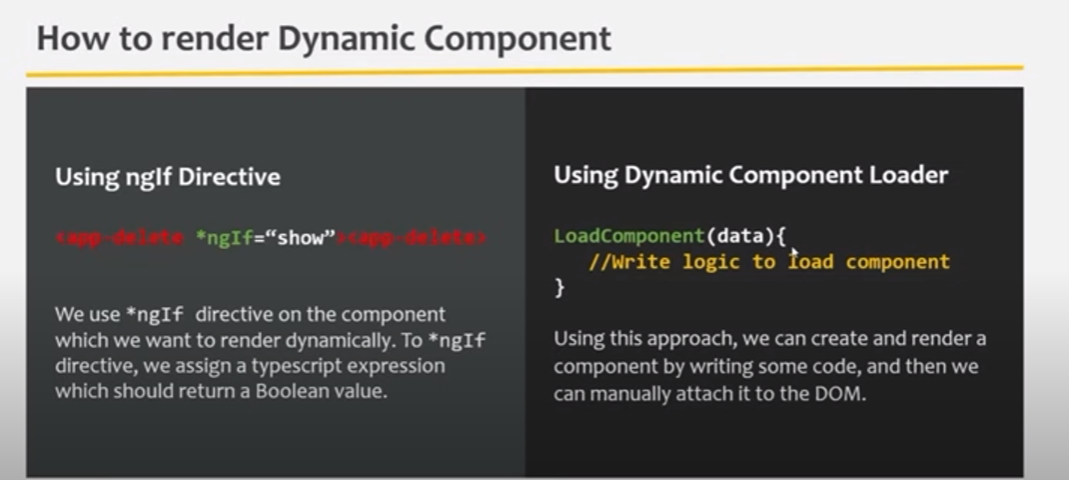 How to render Dynamic Component
Using ngIf Directive
<app-delete *ngIf=“show”><app-delete>
We use *ngIf directive on the component
which we want to render dynamically. To *ngIf
directive, we assign a typescript expression
which should return a Boolean value.
Using Dynamic Component Loader
LoadComponent(data){
//Write logic to load component
}
Using this approach, we can create and render a
component by writing some code, and then we
can manually attach it to the DOM.